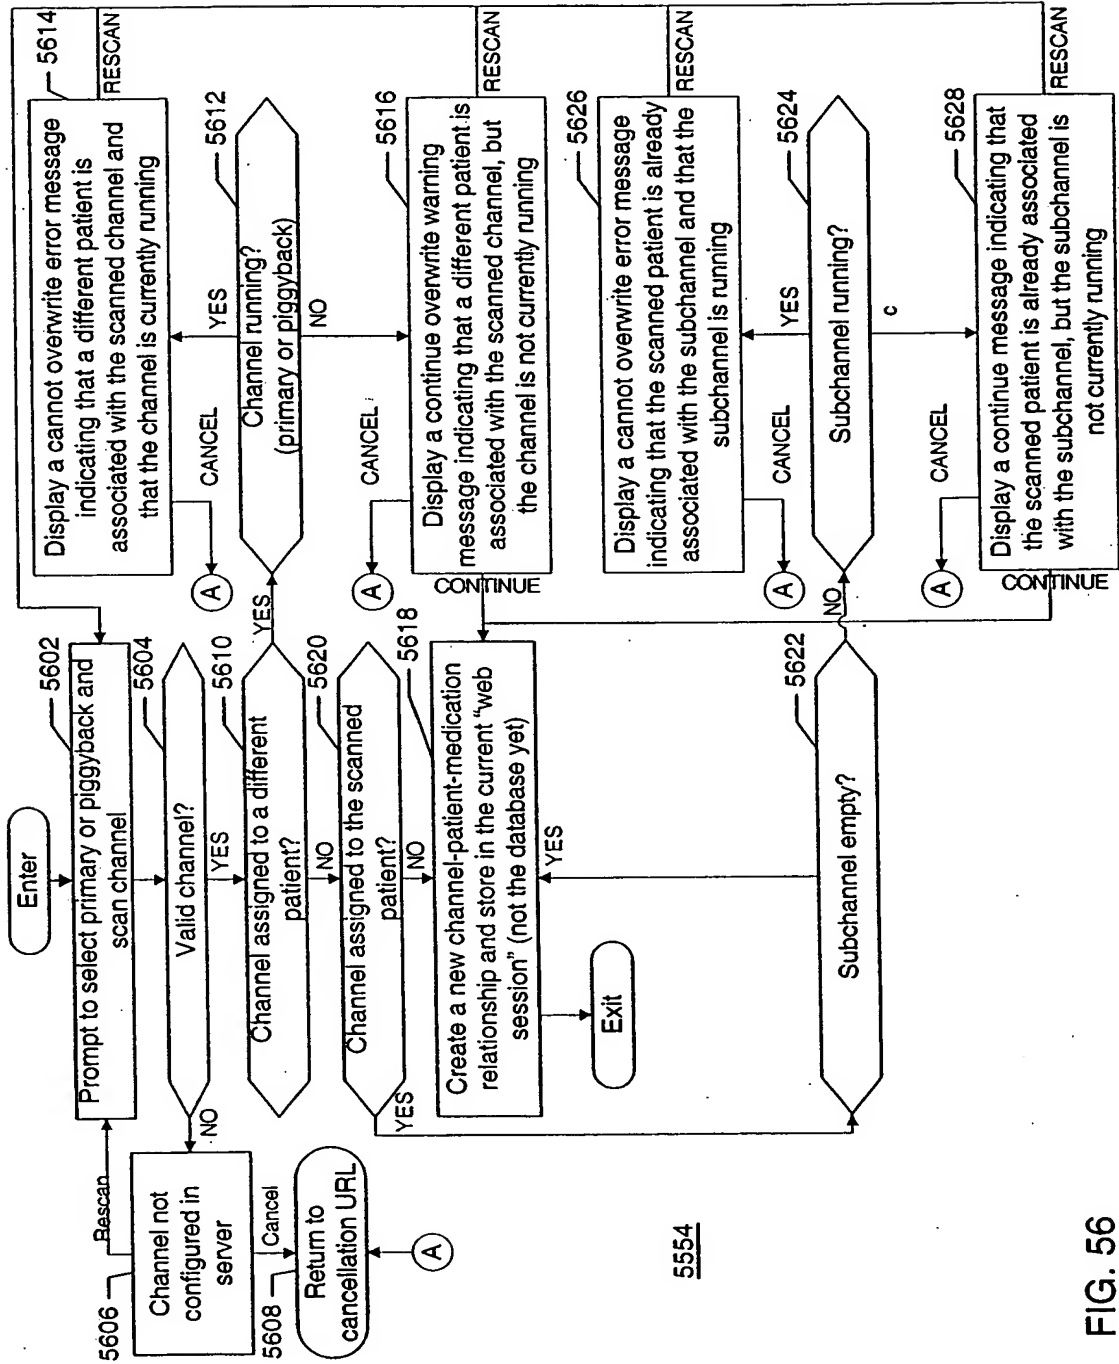 Enter
5602
Prompt to select primary or piggyback and
scan channel
5604
Valid channel?
NO
YES
Rescan
5606
Channel not
configured in
server
Cancel
5608
Return to
cancellation URL
A
5610
Channel assigned to a different
patient?
YES
NO
5612
Channel running?
(primary or piggyback)
YES
NO
5614
Display a cannot overwrite error message
indicating that a different patient is
associated with the scanned channel and
that the channel is currently running
RESCAN
CANCEL
A
5616
Display a continue overwrite warning
message indicating that a different patient is
associated with the scanned channel, but
the channel is not currently running
RESCAN
CANCEL
A
CONTINUE
5620
Channel assigned to the scanned
patient?
NO
YES
5618
Create a new channel-patient-medication
relationship and store in the current “web
session” (not the database yet)
YES
Exit
5622
Subchannel empty?
NO
5624
Subchannel running?
YES
c
5626
Display a cannot overwrite error message
indicating that the scanned patient is already
associated with the subchannel and that the
subchannel is running
RESCAN
CANCEL
A
5628
Display a continue message indicating that
the scanned patient is already associated
with the subchannel, but the subchannel is
not currently running
RESCAN
CANCEL
A
CONTINUE
5554
FIG. 56